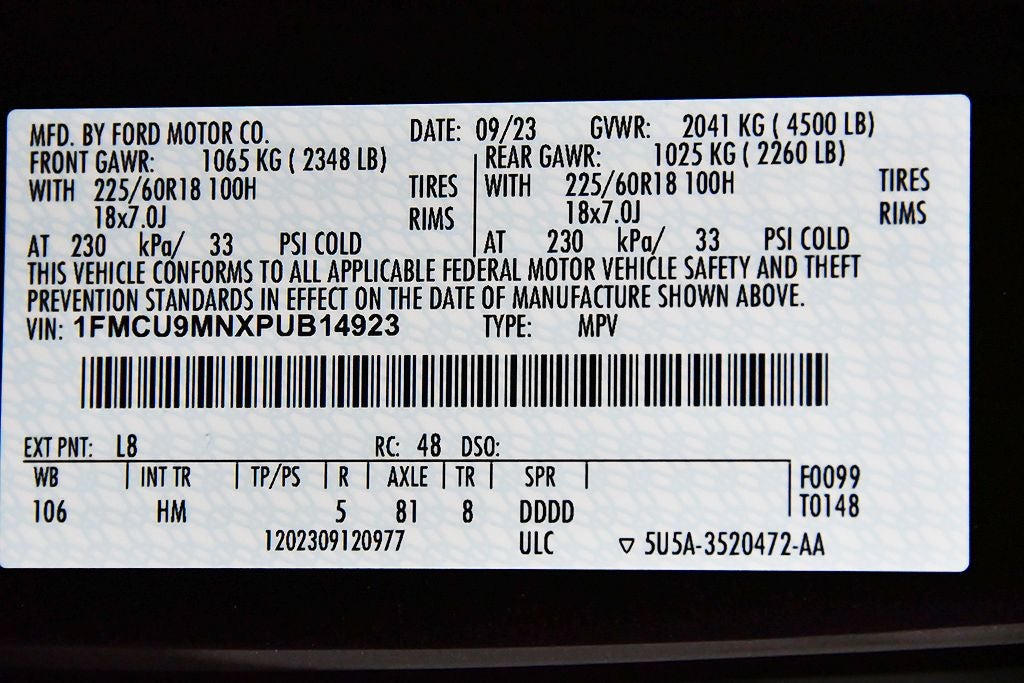 MFD. BY FORD MOTOR CO. DATE: 09/23 GVWR: 2041 KG ( 4500 LB)
FRONT GAWR: 1065 KG ( 2348 LB) REAR GAWR: 1025 KG ( 2260 LB)
WITH 225/60R18 100H TIRES WITH 225/60R18 100H TIRES
18x7.0J RIMS 18x7.0J RIMS
AT 230 kPa/ 33 PSI COLD AT 230 kPa/ 33 PSI COLD
THIS VEHICLE CONFORMS TO ALL APPLICABLE FEDERAL MOTOR VEHICLE SAFETY AND THEFT
PREVENTION STANDARDS IN EFFECT ON THE DATE OF MANUFACTURE SHOWN ABOVE.
VIN: 1FMCU9MNXPUB14923 TYPE: MPV
EXT PNT: L8 RC: 48 DSO:
WB INT TR TP/PS R AXLE TR SPR F0099
106 HM 5 81 8 DDDD T0148
1202309120977 ULC ▽ 5U5A-3520472-AA